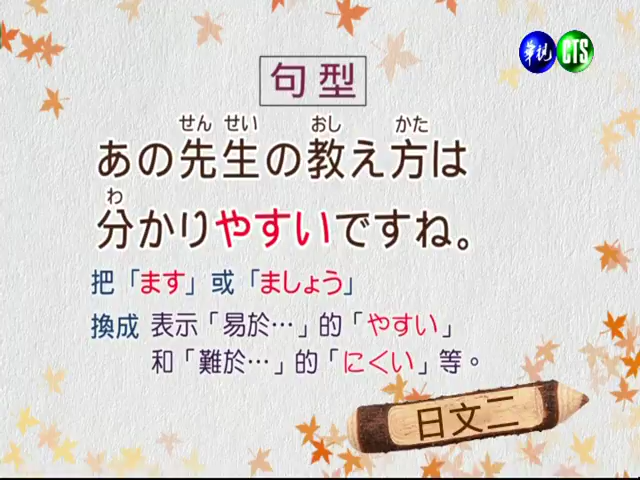 華視 CTS
句型
せん せい おし かた
あの先生の教え方は
わ
分かりやすいですね。
把「ます」或「ましょう」
換成 表示「易於…」的「やすい」
和「難於…」的「にくい」等。
日文二